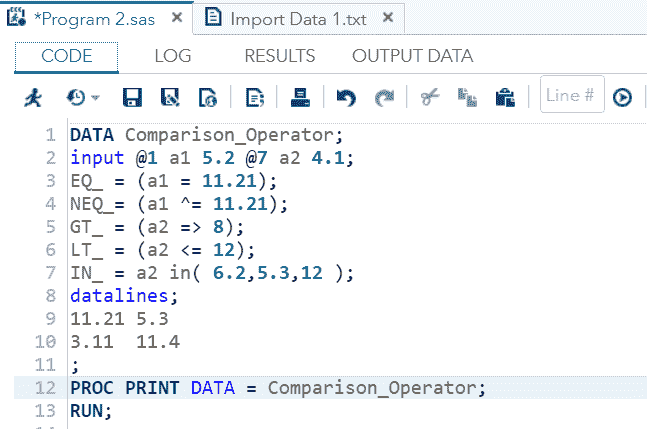 *Program 2.sas × Import Data 1.txt ×
CODE LOG RESULTS OUTPUT DATA
Line #
1 DATA Comparison_Operator;
2 input @1 a1 5.2 @7 a2 4.1;
3 EQ_ = (a1 = 11.21);
4 NEQ_= (a1 ^= 11.21);
5 GT_ = (a2 => 8);
6 LT_ = (a2 <= 12);
7 IN_ = a2 in( 6.2,5.3,12 );
8 datalines;
9 11.21 5.3
10 3.11  11.4
11 ;
12 PROC PRINT DATA = Comparison_Operator;
13 RUN;